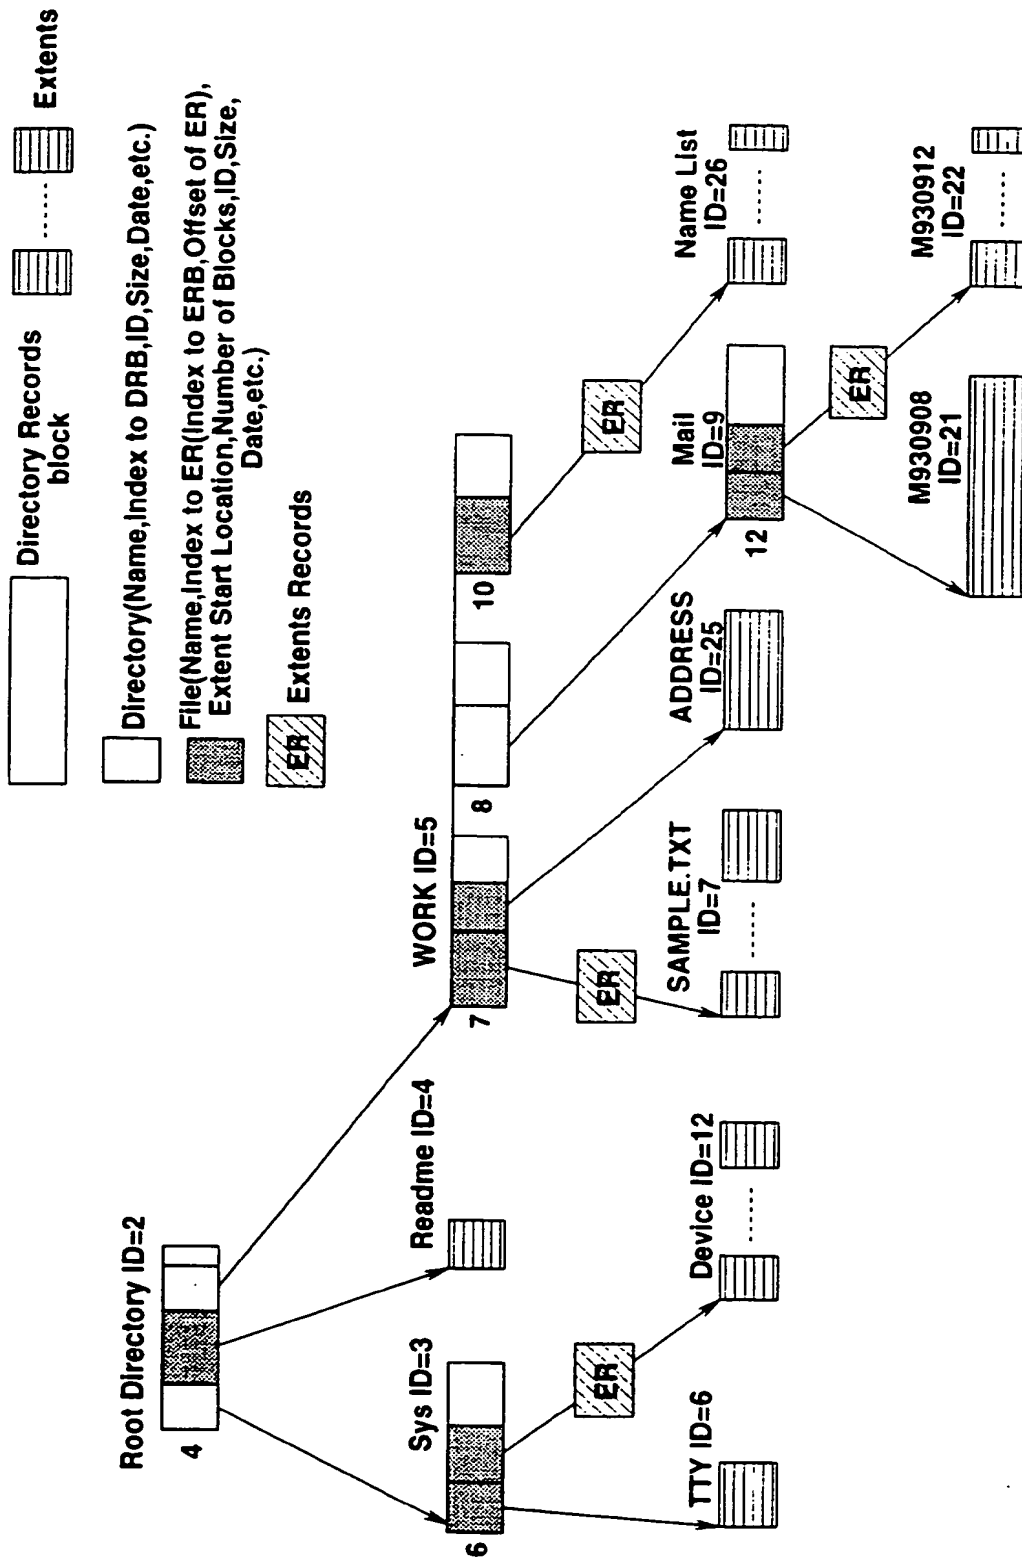 Directory Records
block
Extents
Directory(Name,Index to DRB,ID,Size,Date,etc.)
File(Name,Index to ER(Index to ERB,Offset of ER),
Extent Start Location,Number of Blocks,ID,Size,
Date,etc.)
ER
Extents Records
Root Directory ID=2
4
Sys ID=3
6
Readme ID=4
WORK ID=5
7
8
10
ER
ER
ER
TTY ID=6
Device ID=12
SAMPLE.TXT
ID=7
ADDRESS
ID=25
Mail
ID=9
12
Name List
ID=26
ER
M930908
ID=21
M930912
ID=22